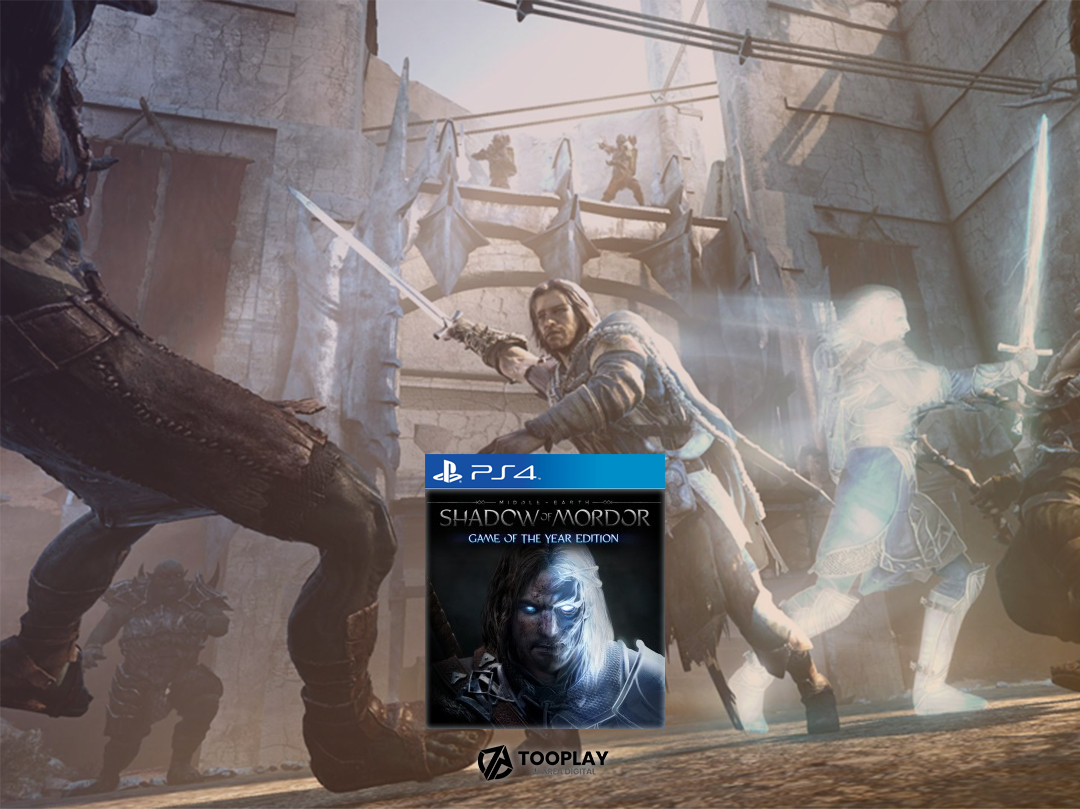 PS4
MIDDLE-EARTH
SHADOW OF MORDOR
GAME OF THE YEAR EDITION
TOOPLAY